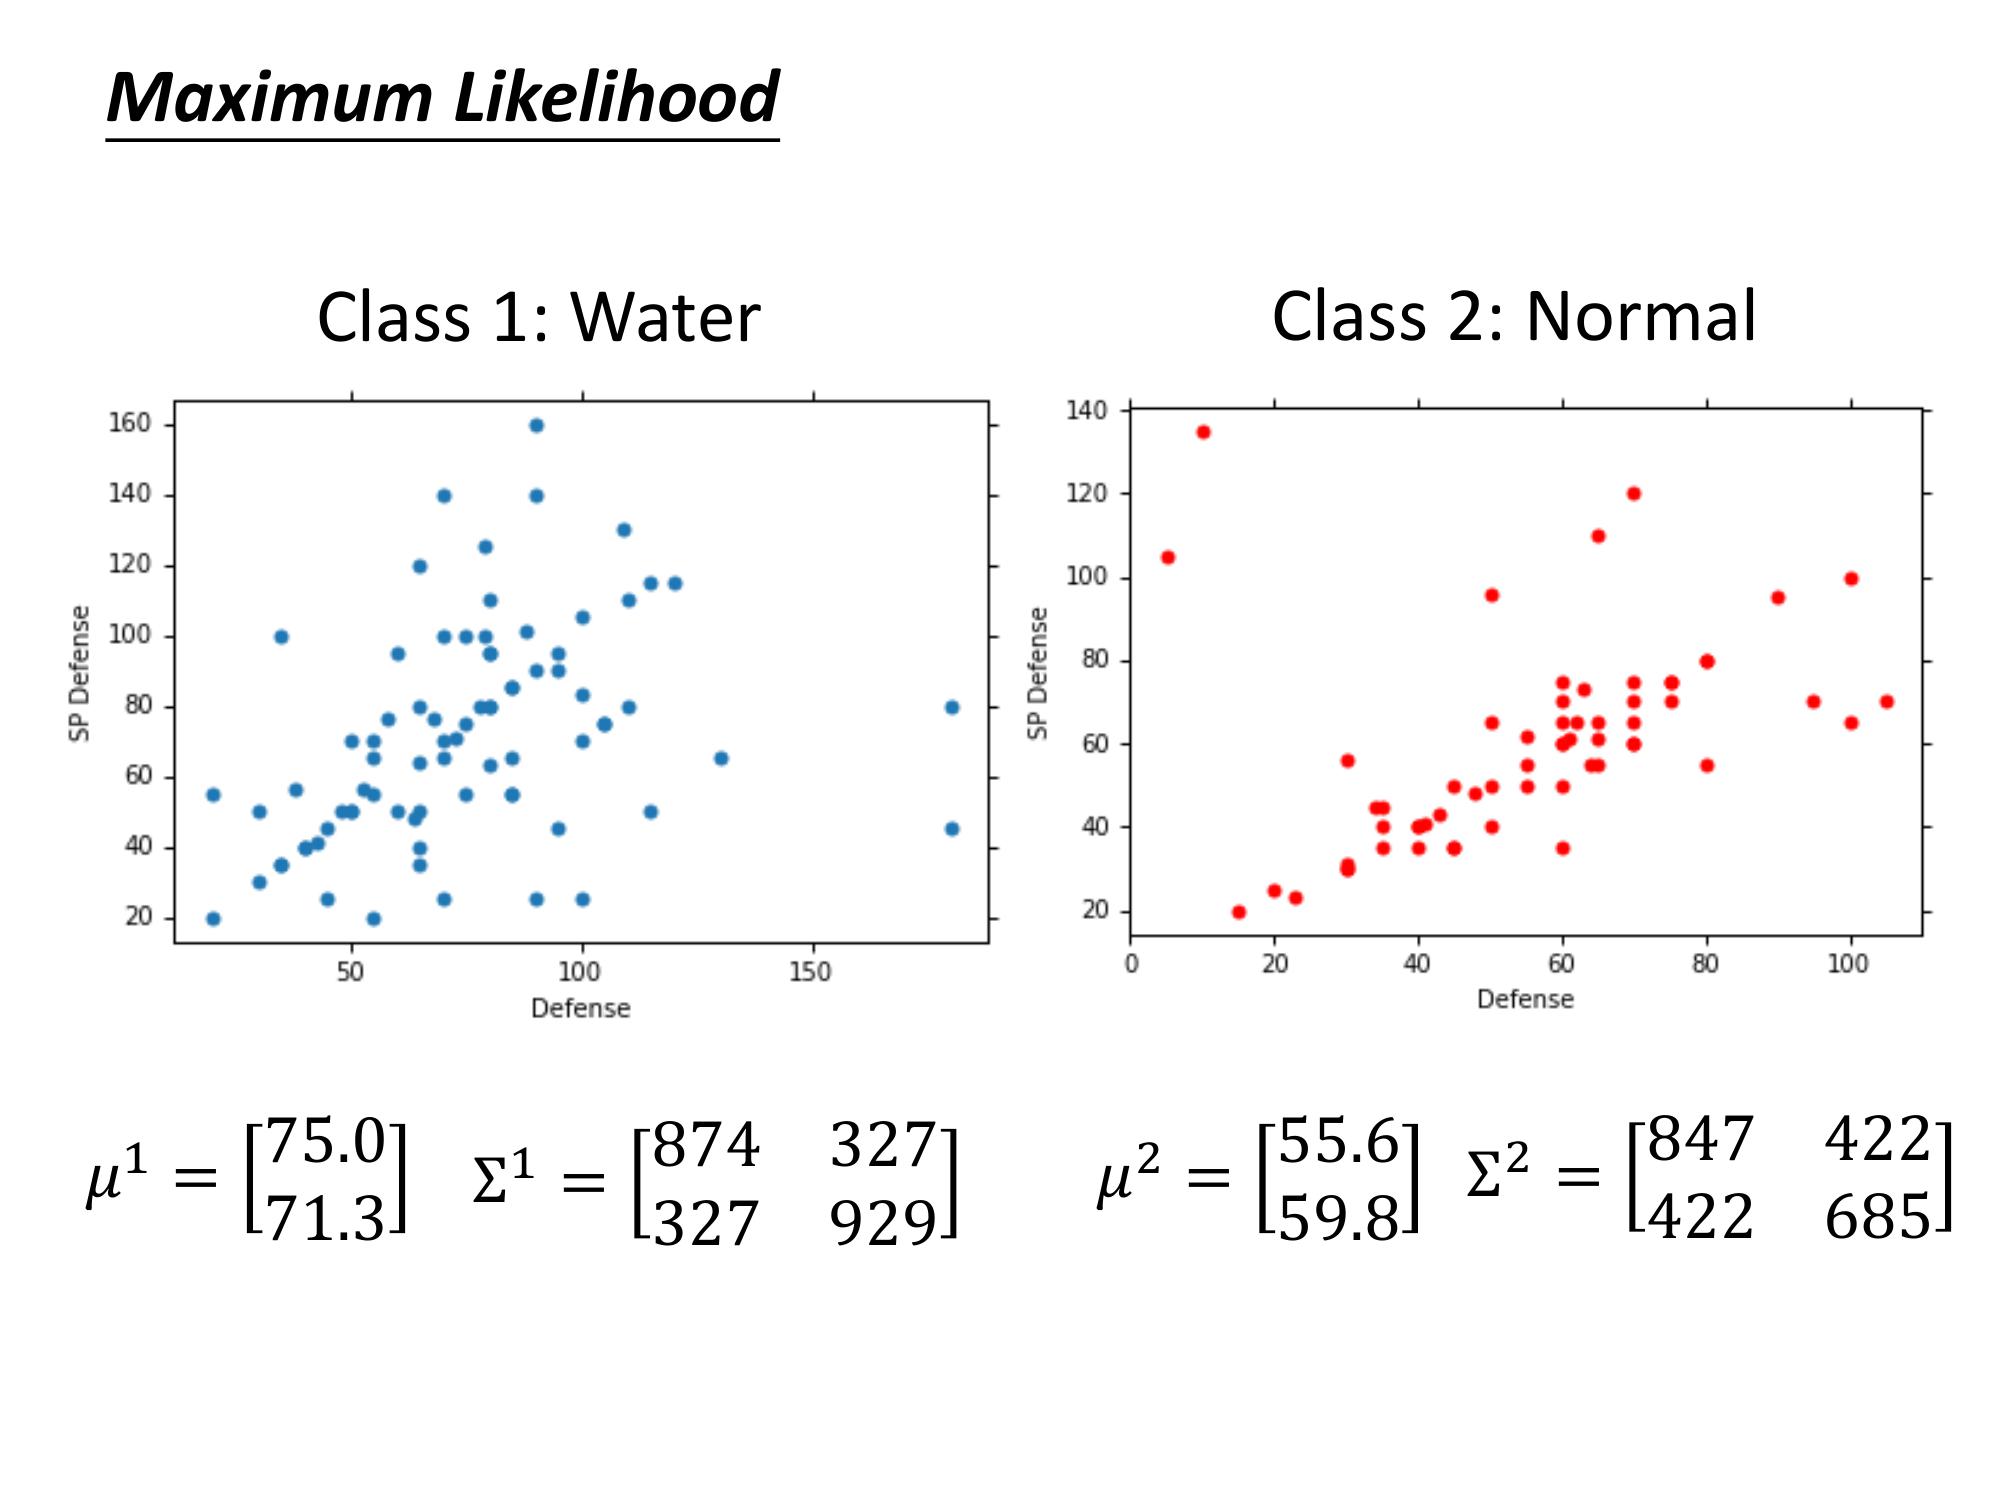 Maximum Likelihood
Class 1: Water
Class 2: Normal
160
140
120
100
80
60
40
20
SP Defense
50 100 150
Defense
140
120
100
80
60
40
20
SP Defense
0 20 40 60 80 100
Defense
μ¹ = [75.0 71.3] Σ¹ = [874 327 327 929]
μ² = [55.6 59.8] Σ² = [847 422 422 685]